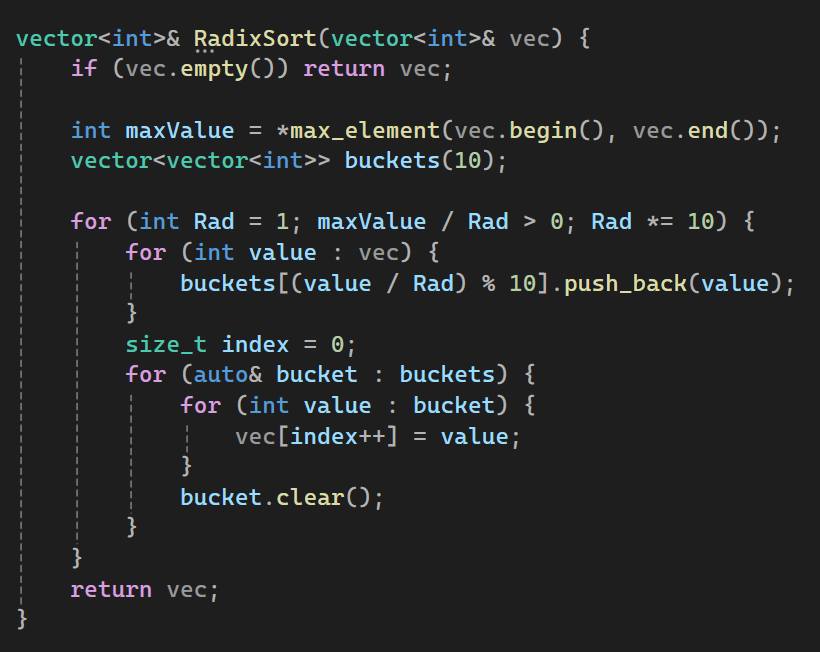 vector<int>& RadixSort(vector<int>& vec) {
    if (vec.empty()) return vec;

    int maxValue = *max_element(vec.begin(), vec.end());
    vector<vector<int>> buckets(10);

    for (int Rad = 1; maxValue / Rad > 0; Rad *= 10) {
        for (int value : vec) {
            buckets[(value / Rad) % 10].push_back(value);
        }
        size_t index = 0;
        for (auto& bucket : buckets) {
            for (int value : bucket) {
                vec[index++] = value;
            }
            bucket.clear();
        }
    }
    return vec;
}